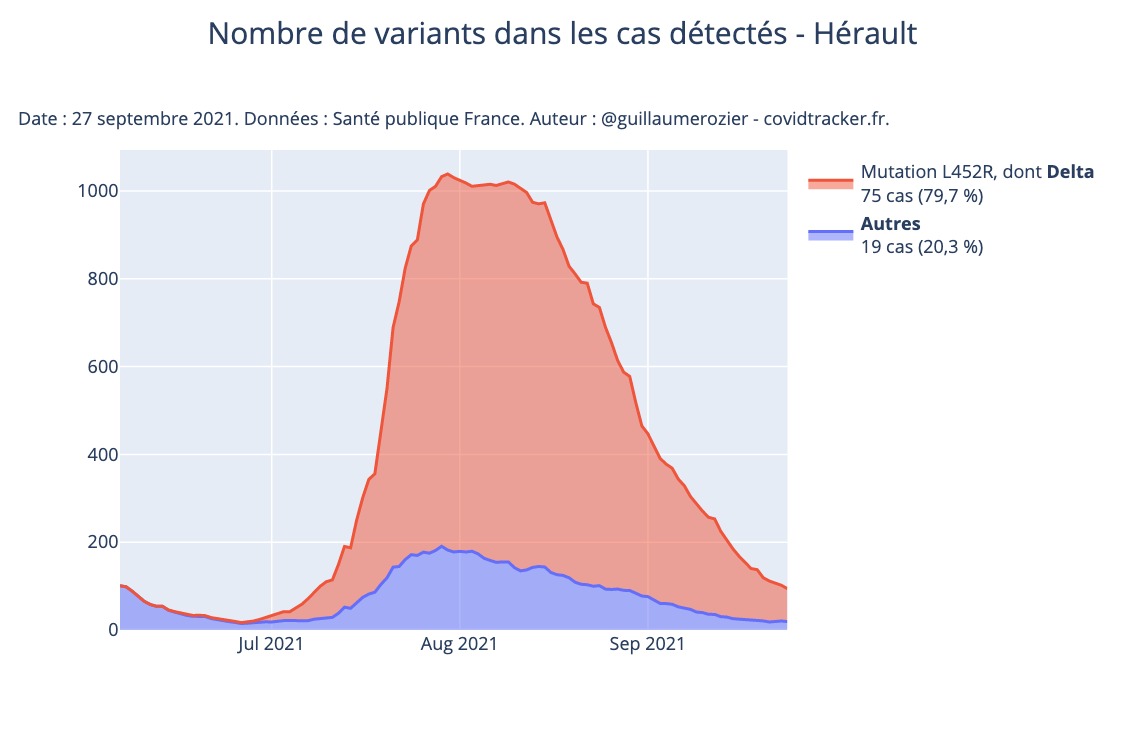 Nombre de variants dans les cas détectés - Hérault
Date : 27 septembre 2021. Données : Santé publique France. Auteur : @guillaumerozier - covidtracker.fr.
Mutation L452R, dont Delta
75 cas (79,7 %)
Autres
19 cas (20,3 %)
1000
800
600
400
200
0
Jul 2021
Aug 2021
Sep 2021